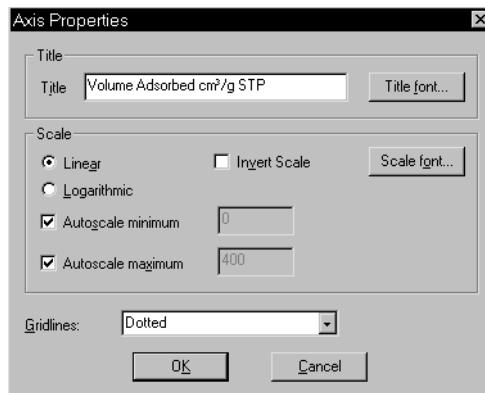 Axis Properties
Title
Title Volume Adsorbed cm³/g STP Title font...
Scale
Linear Invert Scale Scale font...
Logarithmic
Autoscale minimum 0
Autoscale maximum 400
Gridlines: Dotted
OK Cancel